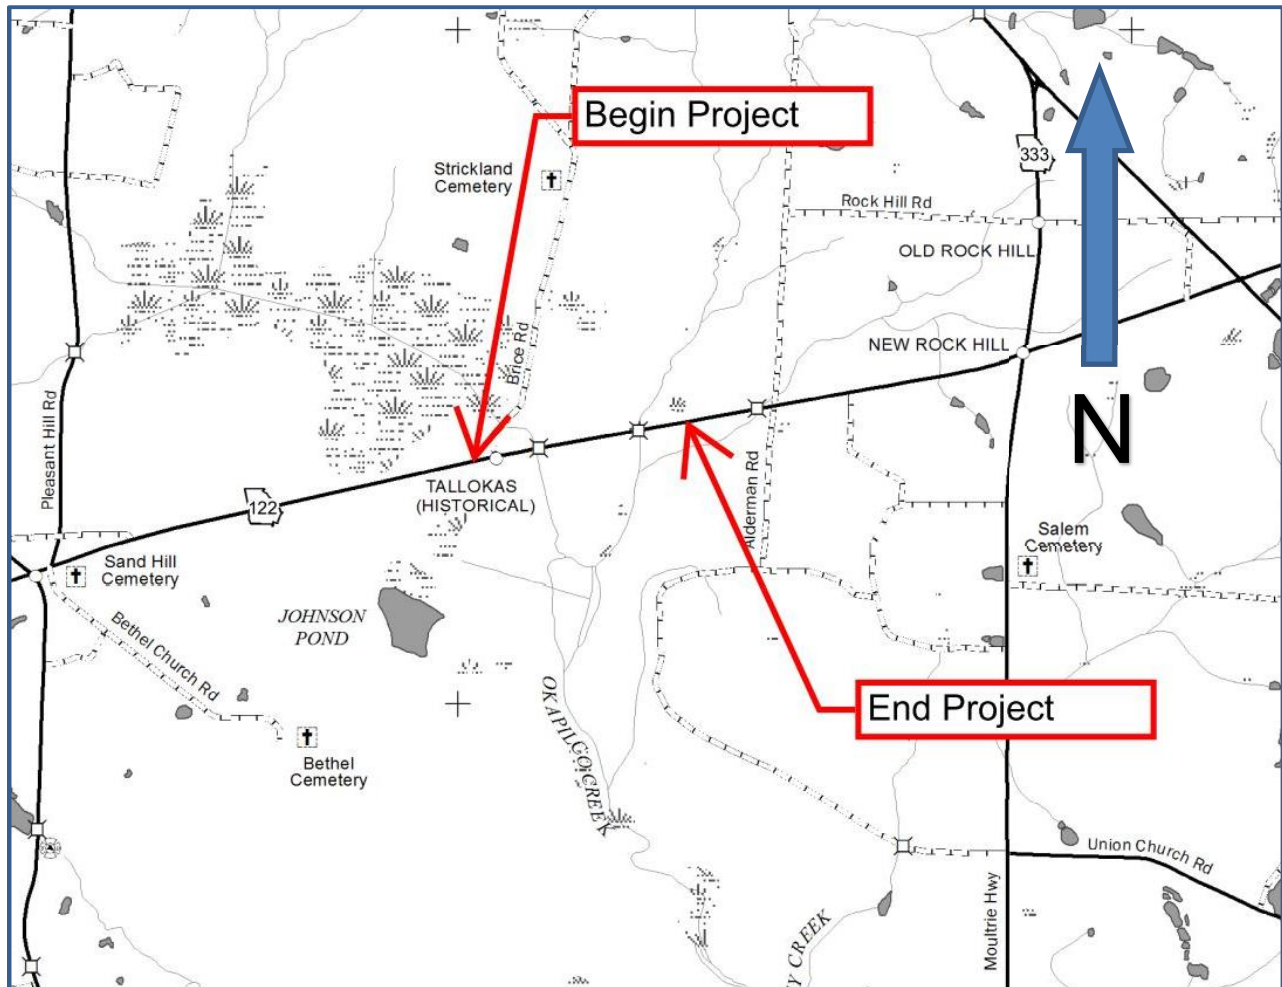 Begin Project
Strickland
Cemetery
333
Rock Hill Rd
OLD ROCK HILL
NEW ROCK HILL
Brice Rd
Pleasant Hill Rd
N
TALLOKAS
(HISTORICAL)
122
Alderman Rd
Salem
Cemetery
Sand Hill
Cemetery
JOHNSON
POND
Bethel Church Rd
End Project
OKAPILCO CREEK
Bethel
Cemetery
Union Church Rd
Moultrie Hwy
CREEK